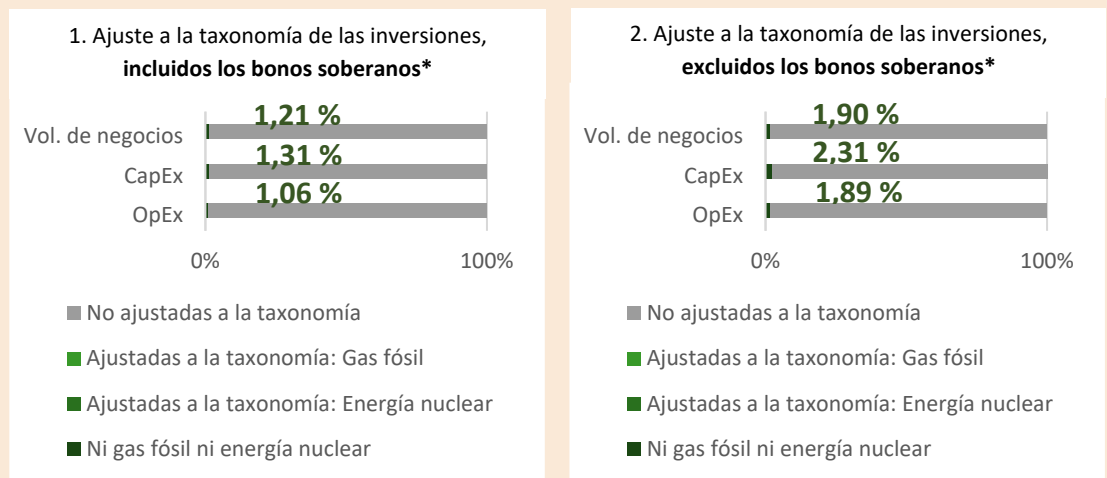 1. Ajuste a la taxonomía de las inversiones,
incluidos los bonos soberanos*
Vol. de negocios
1,21 %
CapEx
1,31 %
OpEx
1,06 %
0%
100%
No ajustadas a la taxonomía
Ajustadas a la taxonomía: Gas fósil
Ajustadas a la taxonomía: Energía nuclear
Ni gas fósil ni energía nuclear
2. Ajuste a la taxonomía de las inversiones,
excluidos los bonos soberanos*
Vol. de negocios
1,90 %
CapEx
2,31 %
OpEx
1,89 %
0%
100%
No ajustadas a la taxonomía
Ajustadas a la taxonomía: Gas fósil
Ajustadas a la taxonomía: Energía nuclear
Ni gas fósil ni energía nuclear